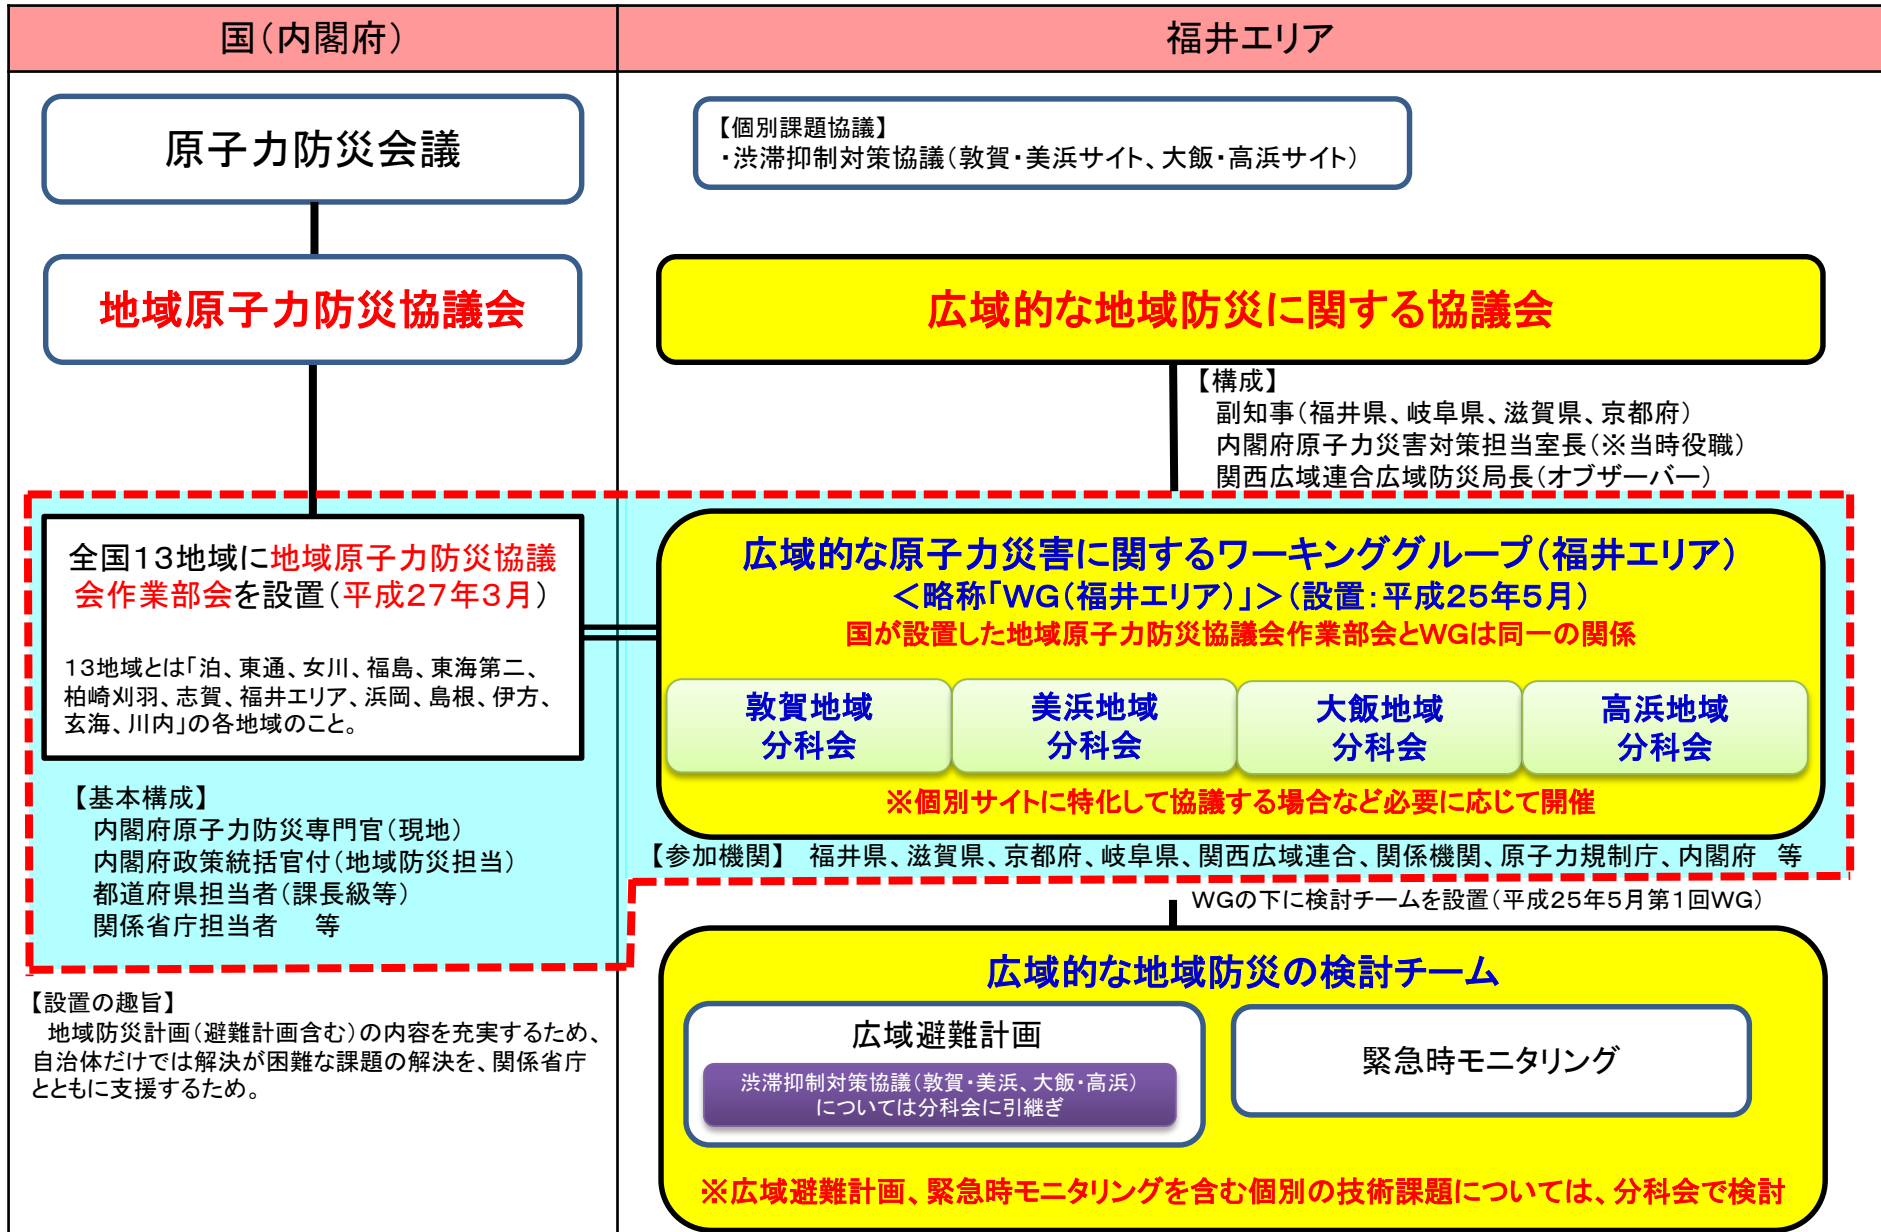 国（内閣府）
福井エリア
原子力防災会議
【個別課題協議】
・渋滞抑制対策協議（敦賀・美浜サイト、大飯・高浜サイト）
地域原子力防災協議会
広域的な地域防災に関する協議会
【構成】
副知事（福井県、岐阜県、滋賀県、京都府）
内閣府原子力災害対策担当室長（※当時役職）
関西広域連合広域防災局長（オブザーバー）
全国１３地域に地域原子力防災協議
会作業部会を設置（平成２７年３月）
１３地域とは「泊、東通、女川、福島、東海第二、
柏崎刈羽、志賀、福井エリア、浜岡、島根、伊方、
玄海、川内」の各地域のこと。
【基本構成】
内閣府原子力防災専門官（現地）
内閣府政策統括官付（地域防災担当）
都道府県担当者（課長級等）
関係省庁担当者　等
【設置の趣旨】
地域防災計画（避難計画含む）の内容を充実するため、
自治体だけでは解決が困難な課題の解決を、関係省庁
とともに支援するため。
広域的な原子力災害に関するワーキンググループ（福井エリア）
＜略称「ＷＧ（福井エリア）」＞（設置：平成２５年５月）
国が設置した地域原子力防災協議会作業部会とＷＧは同一の関係
敦賀地域
分科会
美浜地域
分科会
大飯地域
分科会
高浜地域
分科会
※個別サイトに特化して協議する場合など必要に応じて開催
【参加機関】　福井県、滋賀県、京都府、岐阜県、関西広域連合、関係機関、原子力規制庁、内閣府　等
ＷＧの下に検討チームを設置（平成２５年５月第１回ＷＧ）
広域的な地域防災の検討チーム
広域避難計画
渋滞抑制対策協議（敦賀・美浜、大飯・高浜）
については分科会に引継ぎ
緊急時モニタリング
※広域避難計画、緊急時モニタリングを含む個別の技術課題については、分科会で検討